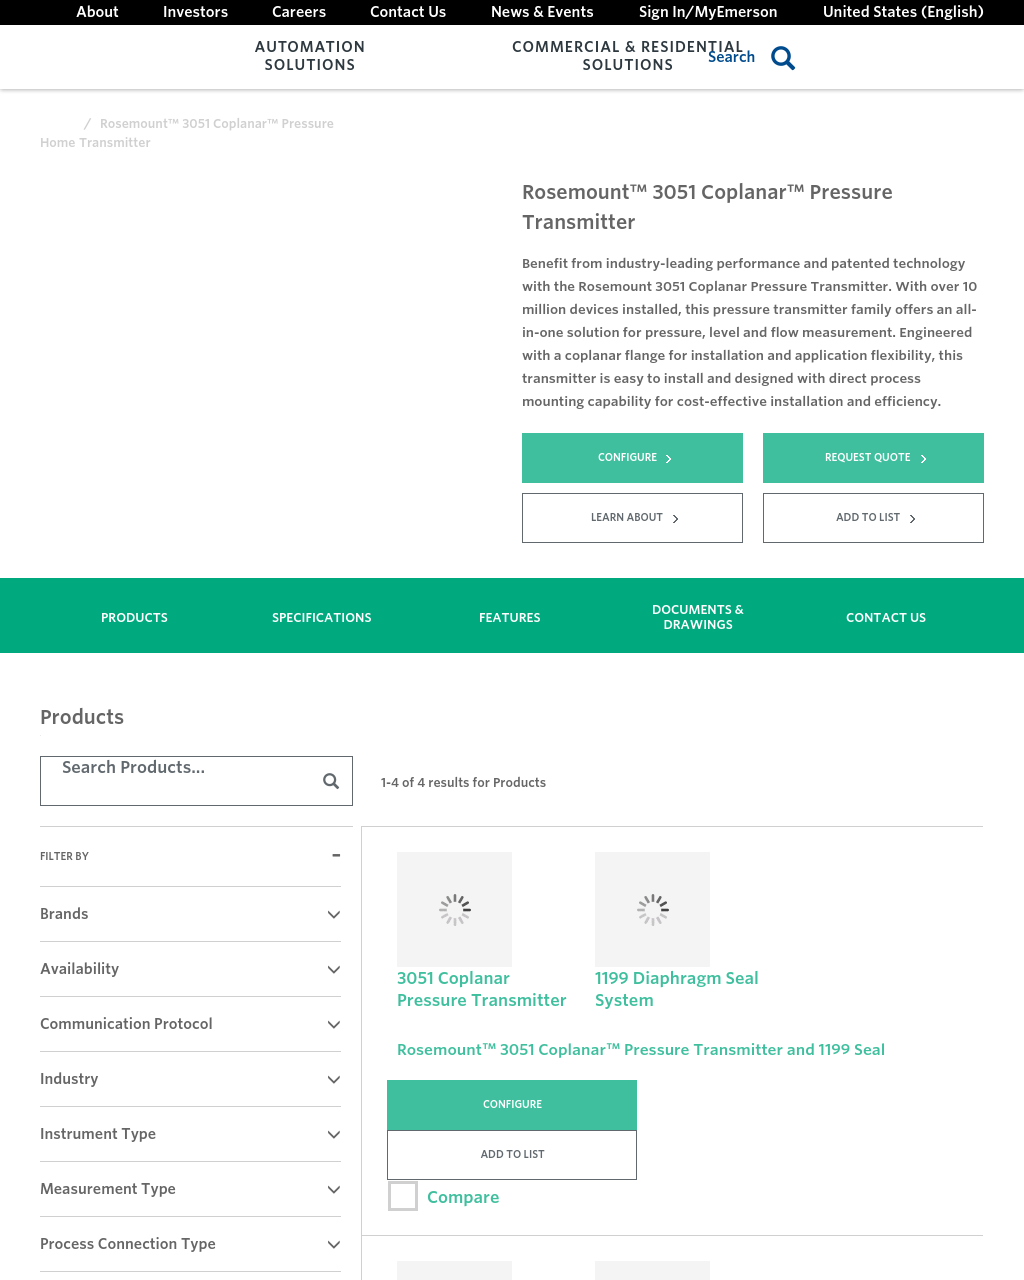 About Investors Careers Contact Us News & Events Sign In/MyEmerson United States (English)
AUTOMATION
SOLUTIONS
COMMERCIAL & RESIDENTIAL
SOLUTIONS
Search
/ Rosemount™ 3051 Coplanar™ Pressure
Home Transmitter
Rosemount™ 3051 Coplanar™ Pressure
Transmitter
Benefit from industry-leading performance and patented technology
with the Rosemount 3051 Coplanar Pressure Transmitter. With over 10
million devices installed, this pressure transmitter family offers an all-
in-one solution for pressure, level and flow measurement. Engineered
with a coplanar flange for installation and application flexibility, this
transmitter is easy to install and designed with direct process
mounting capability for cost-effective installation and efficiency.
CONFIGURE
REQUEST QUOTE
LEARN ABOUT
ADD TO LIST
PRODUCTS
SPECIFICATIONS
FEATURES
DOCUMENTS &
DRAWINGS
CONTACT US
Products
Search Products...
1-4 of 4 results for Products
FILTER BY
Brands
Availability
Communication Protocol
Industry
Instrument Type
Measurement Type
Process Connection Type
3051 Coplanar
Pressure Transmitter
1199 Diaphragm Seal
System
Rosemount™ 3051 Coplanar™ Pressure Transmitter and 1199 Seal
CONFIGURE
ADD TO LIST
Compare